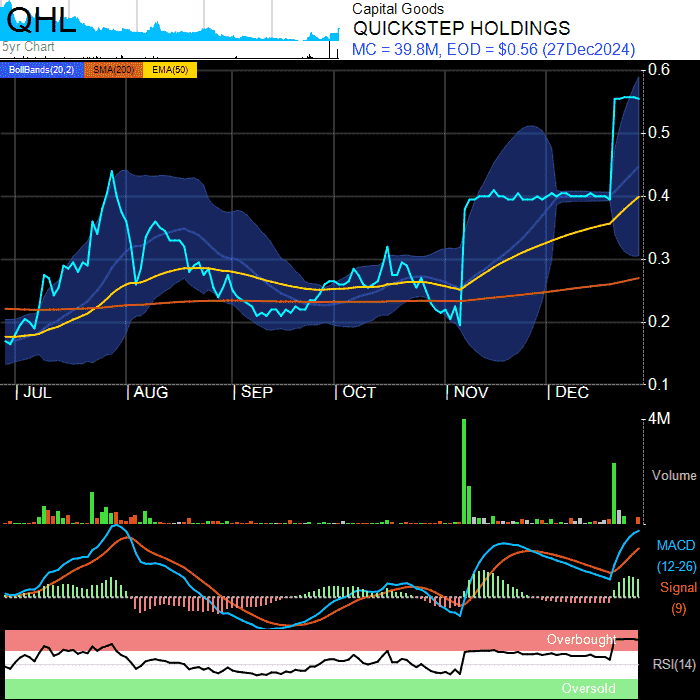 QHL
5yr Chart
Capital Goods
QUICKSTEP HOLDINGS
MC = 39.8M, EOD = $0.56 (27Dec2024)
BollBands(20,2) SMA(200) EMA(50)
0.6
0.5
0.4
0.3
0.2
0.1
JUL AUG SEP OCT NOV DEC
4M
Volume
MACD
(12-26)
Signal
(9)
Overbought
RSI(14)
Oversold